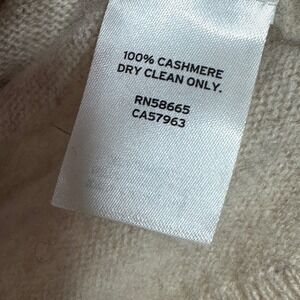 100% CASHMERE
DRY CLEAN ONLY.
RN58665
CA57963